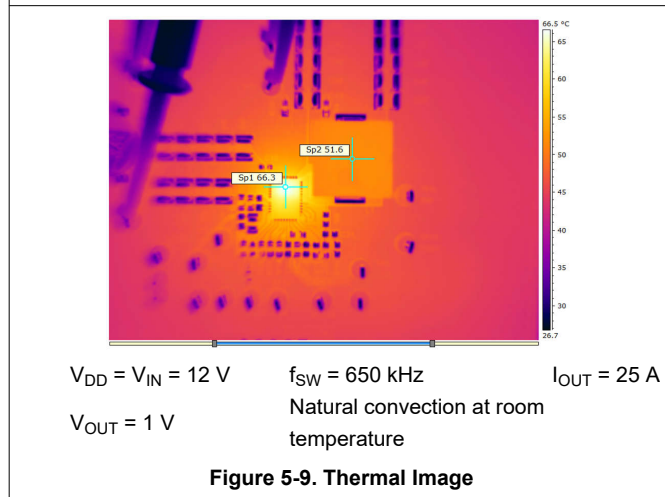 66.5 °C
65
60
55
50
45
40
35
30
26.7
Sp2 51.6
Sp1 66.3
V_DD = V_IN = 12 V f_SW = 650 kHz I_OUT = 25 A
V_OUT = 1 V Natural convection at room
temperature
Figure 5-9. Thermal Image